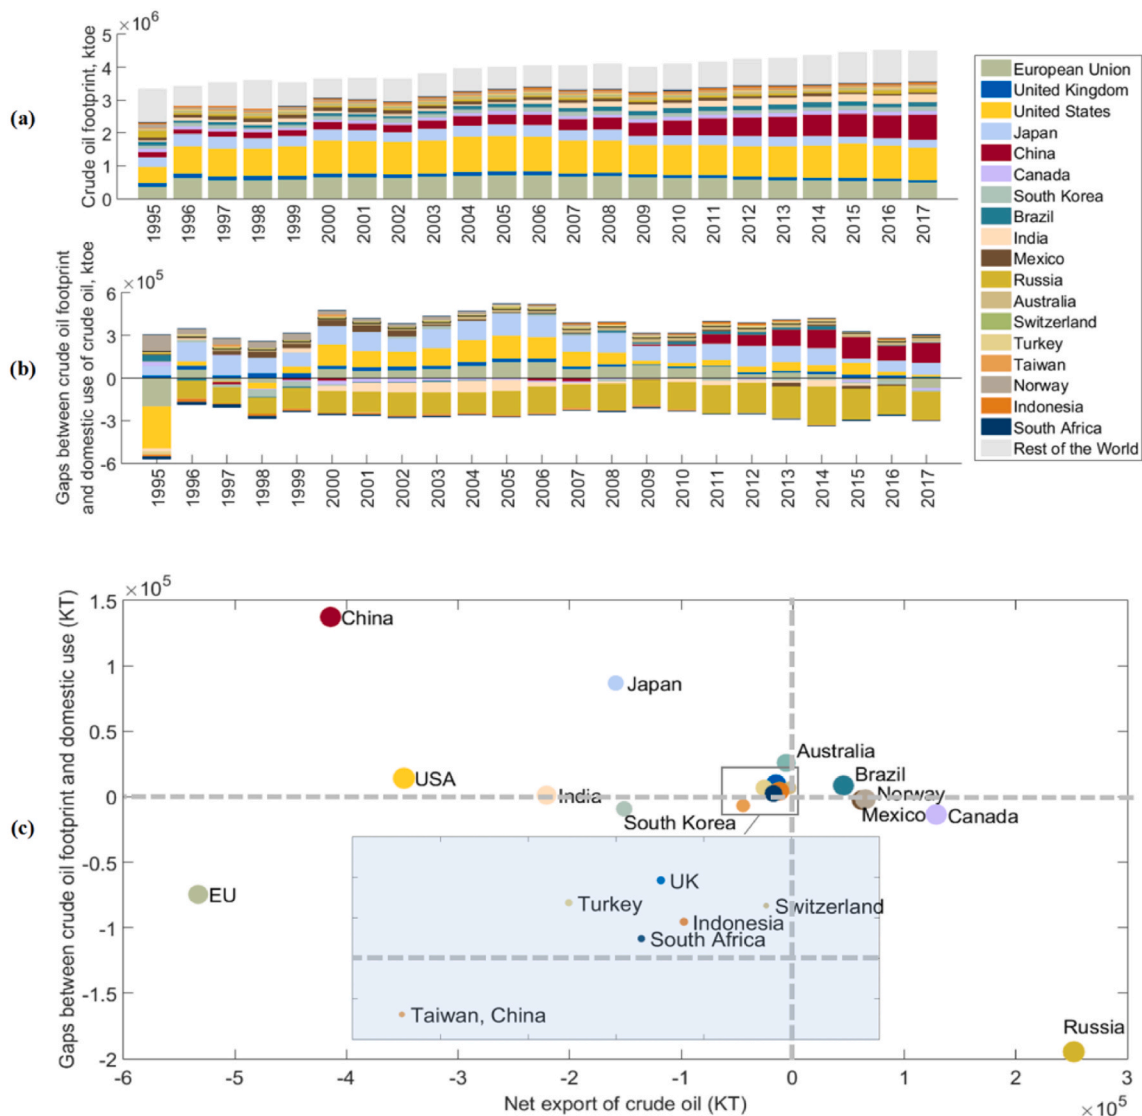 (a)
×10⁶
Crude oil footprint, ktoe
5
4
3
2
1
0
1995 1996 1997 1998 1999 2000 2001 2002 2003 2004 2005 2006 2007 2008 2009 2010 2011 2012 2013 2014 2015 2016 2017
European Union
United Kingdom
United States
Japan
China
Canada
South Korea
Brazil
India
Mexico
Russia
Australia
Switzerland
Turkey
Taiwan
Norway
Indonesia
South Africa
Rest of the World
(b)
×10⁵
Gaps between crude oil footprint
and domestic use of crude oil, ktoe
6
3
0
-3
-6
1995 1996 1997 1998 1999 2000 2001 2002 2003 2004 2005 2006 2007 2008 2009 2010 2011 2012 2013 2014 2015 2016 2017
(c)
×10⁵
Gaps between crude oil footprint and domestic use (KT)
1.5
1
0.5
0
-0.5
-1
-1.5
-2
China
Japan
Australia
USA
Brazil
India
Norway
South Korea
Mexico
Canada
EU
UK
Turkey
Switzerland
Indonesia
South Africa
Taiwan, China
Russia
-6 -5 -4 -3 -2 -1 0 1 2 3
Net export of crude oil (KT)
×10⁵